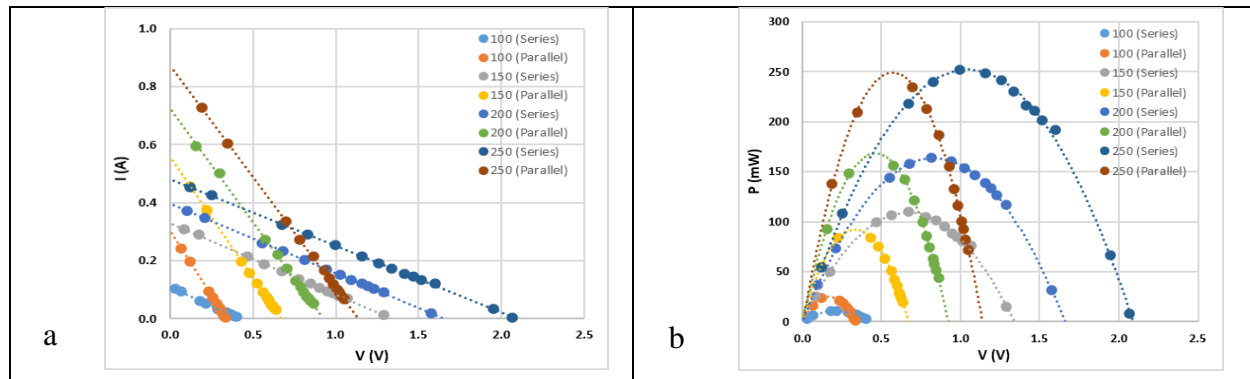 1.0
0.8
0.6
0.4
0.2
0.0
I (A)
0.0 0.5 1.0 1.5 2.0 2.5
V (V)
100 (Series)
100 (Parallel)
150 (Series)
150 (Parallel)
200 (Series)
200 (Parallel)
250 (Series)
250 (Parallel)
a
300
250
200
150
100
50
0
P (mW)
0.0 0.5 1.0 1.5 2.0 2.5
V (V)
100 (Series)
100 (Parallel)
150 (Series)
150 (Parallel)
200 (Series)
200 (Parallel)
250 (Series)
250 (Parallel)
b